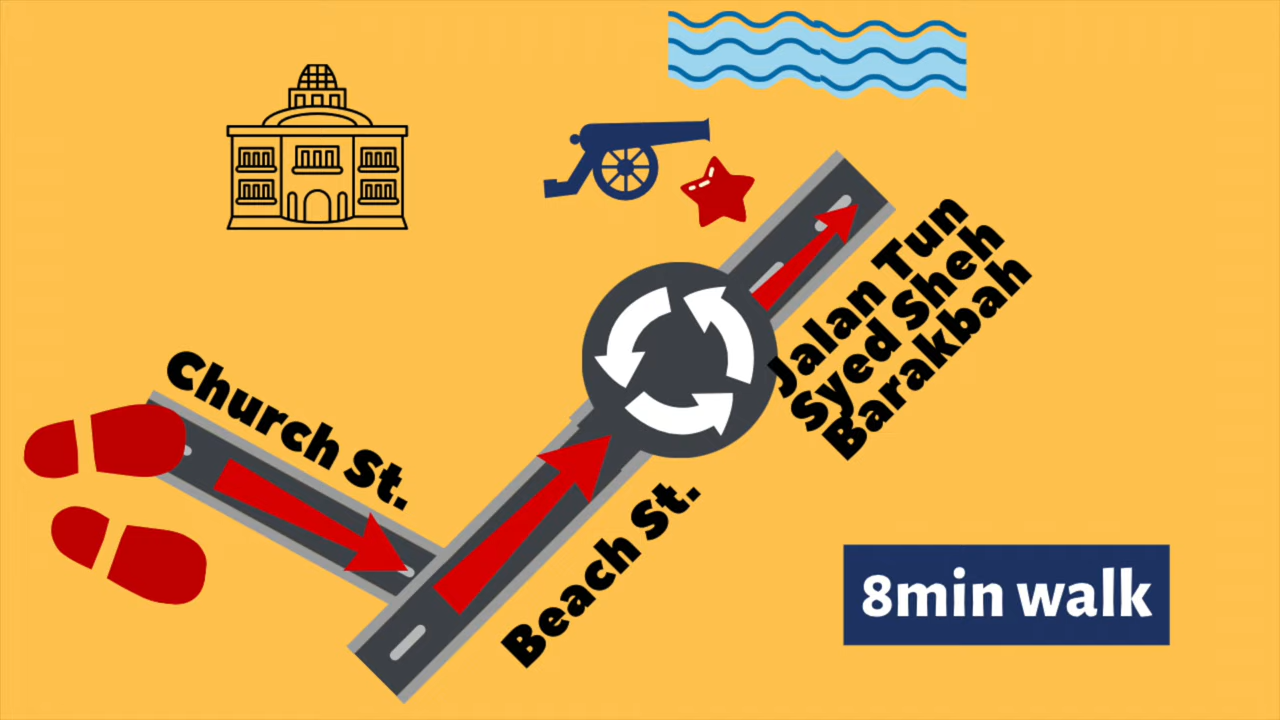 Church St.
Beach St.
Jalan Tun
Syed Sheh
Barakbah
8min walk